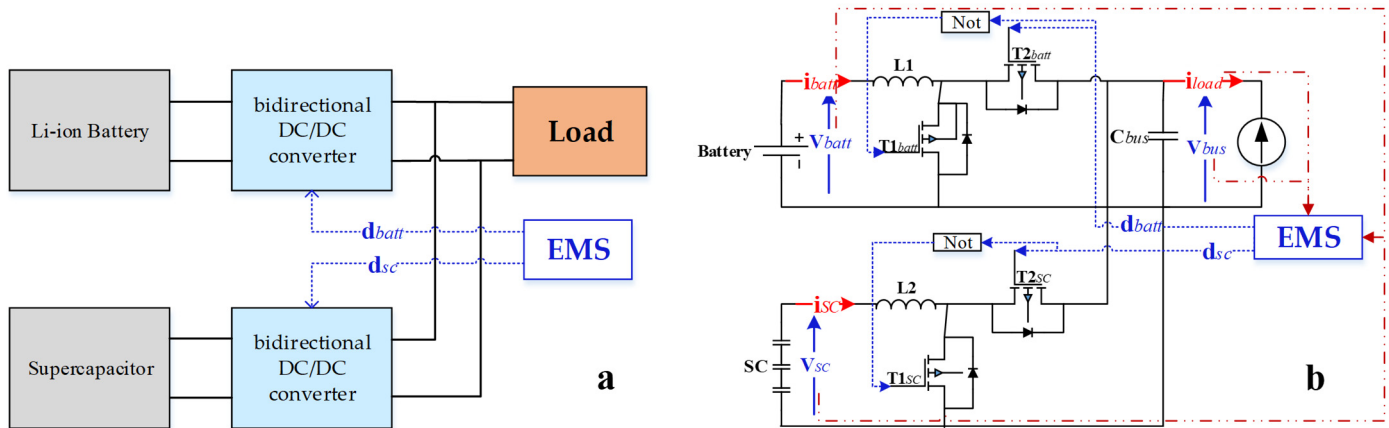 Li-ion Battery
bidirectional
DC/DC
converter
Load
dbatt
EMS
dsc
Supercapacitor
bidirectional
DC/DC
converter
a
Not
T2batt
ibatt
L1
iload
T1batt
Cbus
Battery
+
-
Vbatt
Vbus
dbatt
EMS
Not
dsc
T2SC
iSC
L2
SC
VSC
T1SC
b